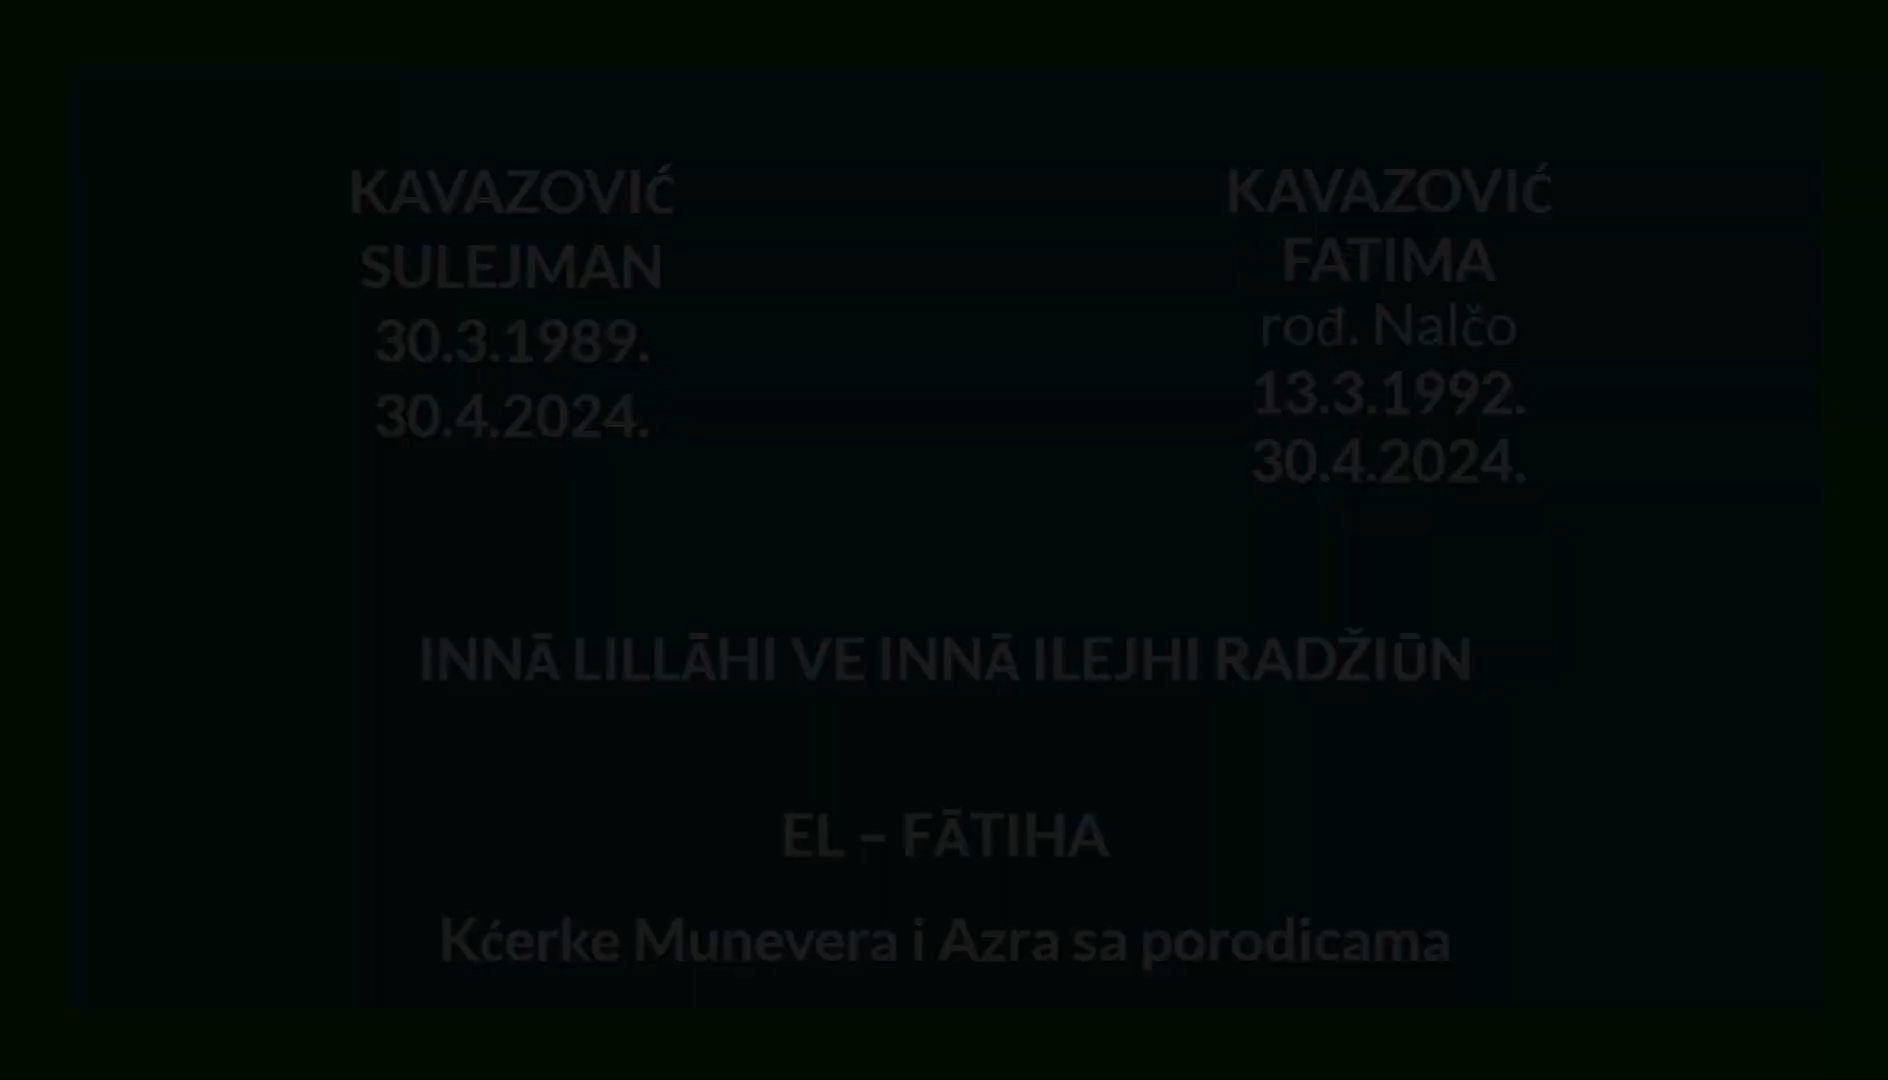 KAVAZOVIĆ
SULEJMAN
30.3.1989.
30.4.2024.
KAVAZOVIĆ
FATIMA
rođ. Nalčo
13.3.1992.
30.4.2024.
INNĀ LILLĀHI VE INNĀ ILEJHI RADŽIŪN
EL – FĀTIHA
Kćerke Munevera i Azra sa porodicama